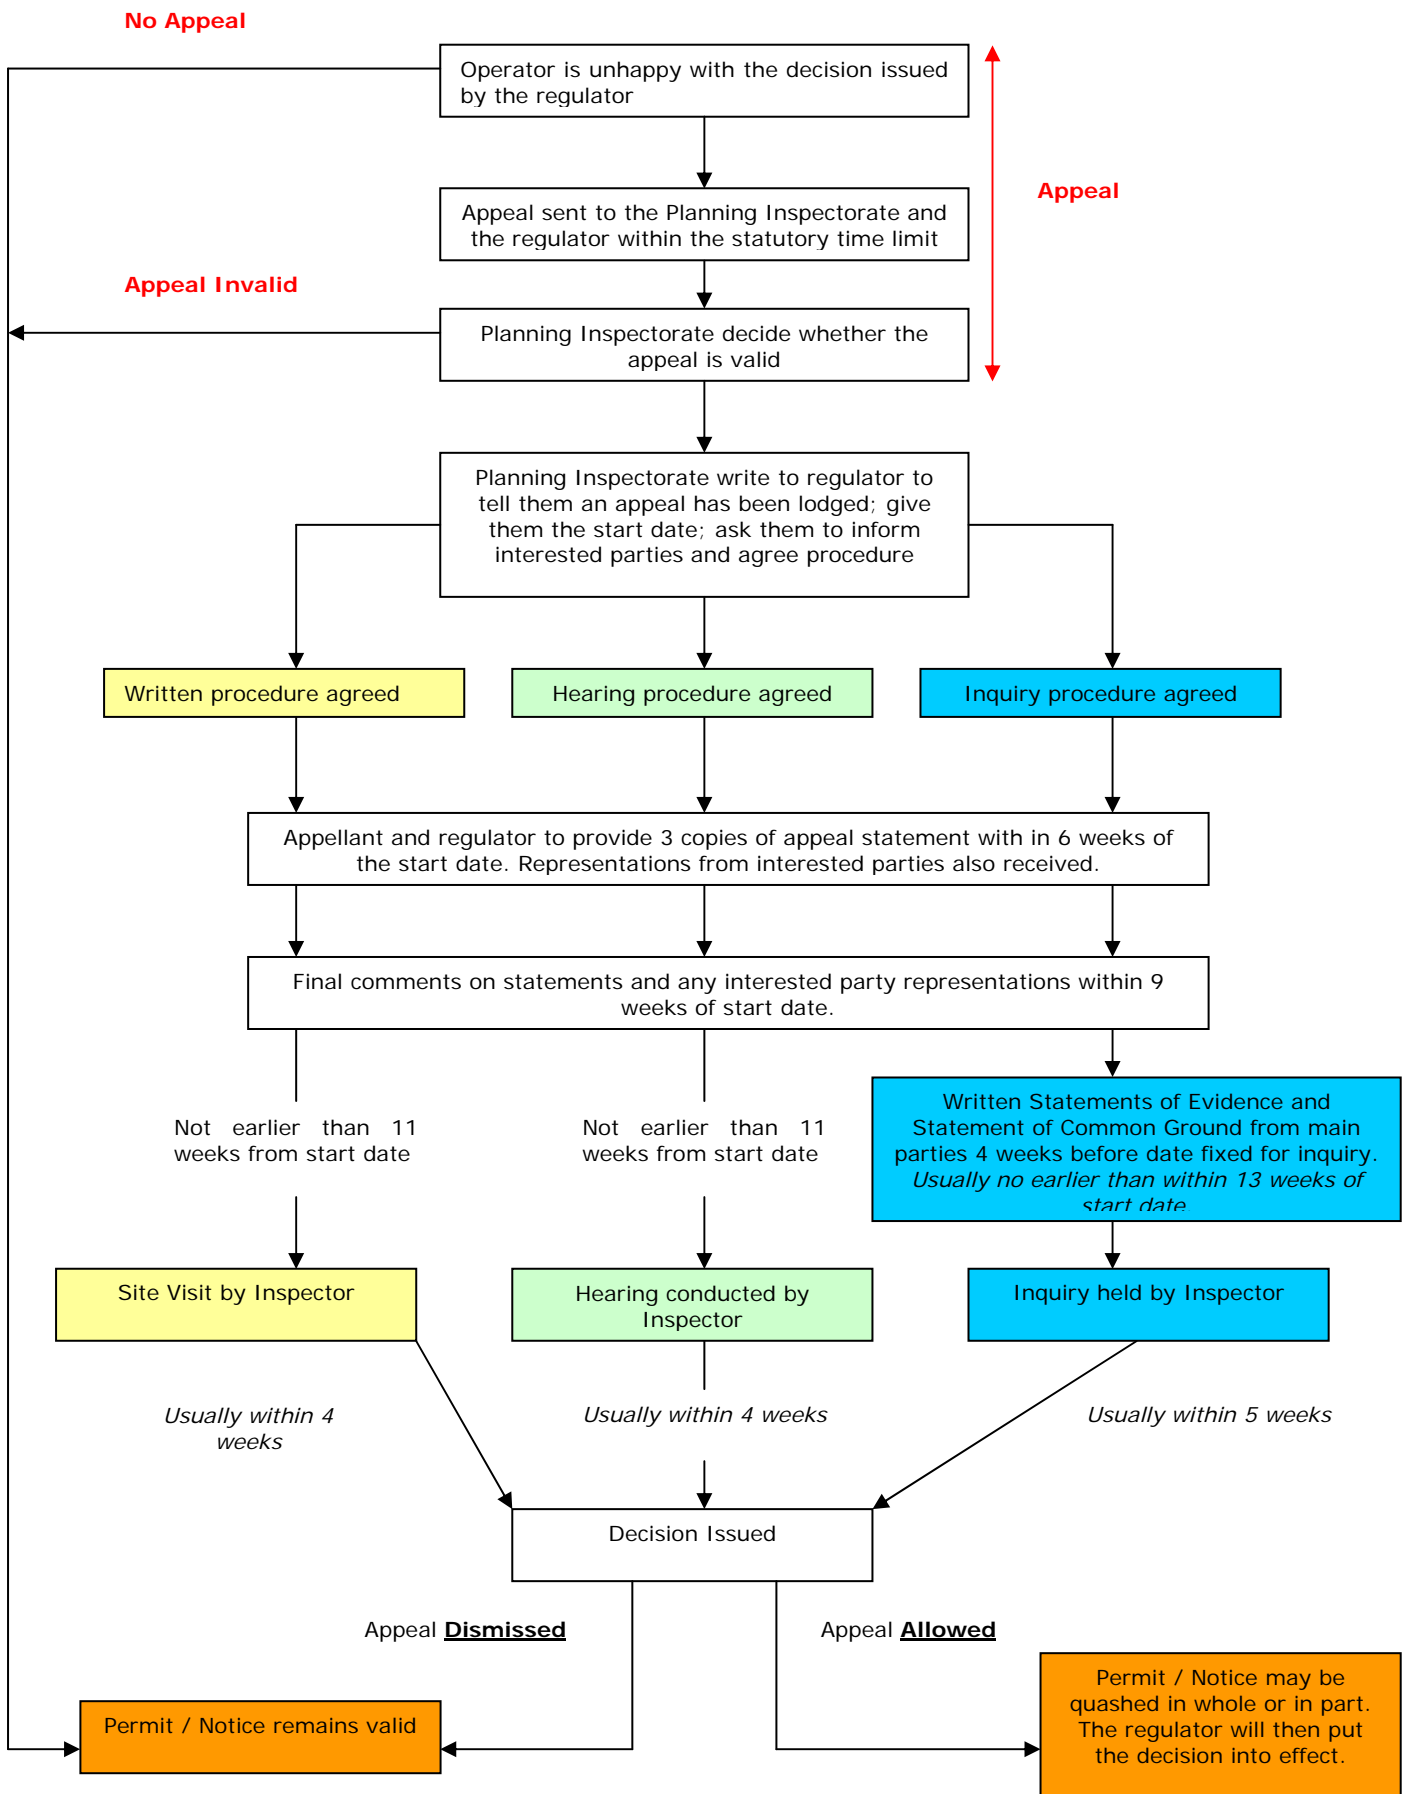 No Appeal
Operator is unhappy with the decision issued
by the regulator
Appeal
Appeal sent to the Planning Inspectorate and
the regulator within the statutory time limit
Appeal Invalid
Planning Inspectorate decide whether the
appeal is valid
Planning Inspectorate write to regulator to
tell them an appeal has been lodged; give
them the start date; ask them to inform
interested parties and agree procedure
Written procedure agreed
Hearing procedure agreed
Inquiry procedure agreed
Appellant and regulator to provide 3 copies of appeal statement with in 6 weeks of
the start date. Representations from interested parties also received.
Final comments on statements and any interested party representations within 9
weeks of start date.
Not earlier than 11
weeks from start date
Not earlier than 11
weeks from start date
Written Statements of Evidence and
Statement of Common Ground from main
parties 4 weeks before date fixed for inquiry.
Usually no earlier than within 13 weeks of
start date.
Site Visit by Inspector
Hearing conducted by
Inspector
Inquiry held by Inspector
Usually within 4
weeks
Usually within 4 weeks
Usually within 5 weeks
Decision Issued
Appeal Dismissed
Appeal Allowed
Permit / Notice remains valid
Permit / Notice may be
quashed in whole or in part.
The regulator will then put
the decision into effect.